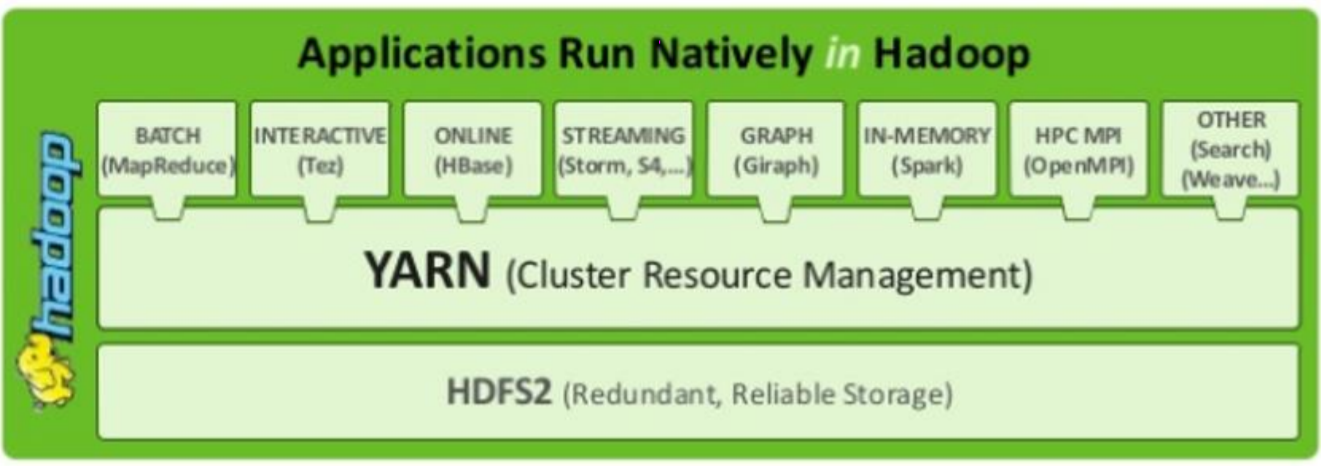 Applications Run Natively in Hadoop
BATCH
(MapReduce)
INTERACTIVE
(Tez)
ONLINE
(HBase)
STREAMING
(Storm, S4,...)
GRAPH
(Giraph)
IN-MEMORY
(Spark)
HPC MPI
(OpenMPI)
OTHER
(Search)
(Weave...)
hadoop
YARN (Cluster Resource Management)
HDFS2 (Redundant, Reliable Storage)